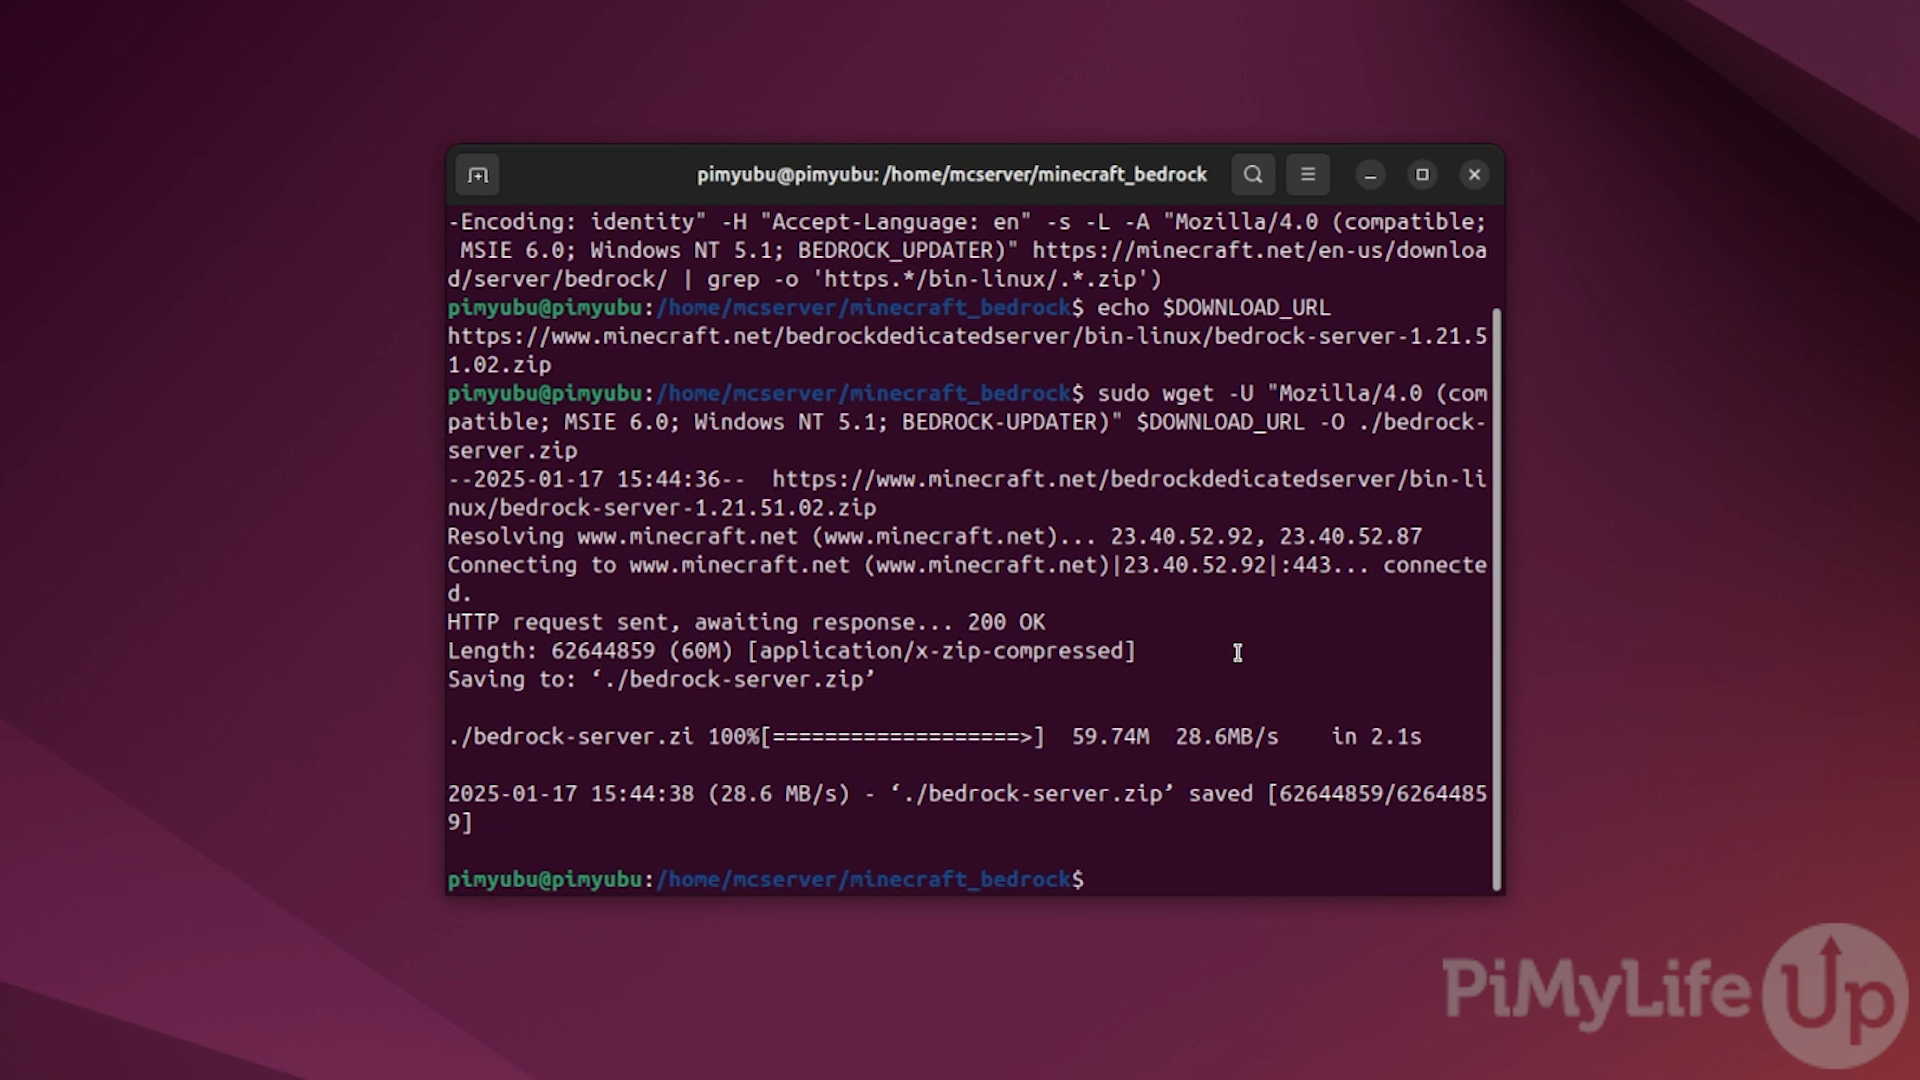 pimyubu@pimyubu: /home/mcserver/minecraft_bedrock
-Encoding: identity" -H "Accept-Language: en" -s -L -A "Mozilla/4.0 (compatible;
 MSIE 6.0; Windows NT 5.1; BEDROCK_UPDATER)" https://minecraft.net/en-us/downloa
d/server/bedrock/ | grep -o 'https.*/bin-linux/.*.zip')
pimyubu@pimyubu:/home/mcserver/minecraft_bedrock$ echo $DOWNLOAD_URL
https://www.minecraft.net/bedrockdedicatedserver/bin-linux/bedrock-server-1.21.5
1.02.zip
pimyubu@pimyubu:/home/mcserver/minecraft_bedrock$ sudo wget -U "Mozilla/4.0 (com
patible; MSIE 6.0; Windows NT 5.1; BEDROCK-UPDATER)" $DOWNLOAD_URL -O ./bedrock-
server.zip
--2025-01-17 15:44:36--  https://www.minecraft.net/bedrockdedicatedserver/bin-li
nux/bedrock-server-1.21.51.02.zip
Resolving www.minecraft.net (www.minecraft.net)... 23.40.52.92, 23.40.52.87
Connecting to www.minecraft.net (www.minecraft.net)|23.40.52.92|:443... connecte
d.
HTTP request sent, awaiting response... 200 OK
Length: 62644859 (60M) [application/x-zip-compressed]
Saving to: ‘./bedrock-server.zip’
./bedrock-server.zi 100%[===================>]  59.74M  28.6MB/s    in 2.1s
2025-01-17 15:44:38 (28.6 MB/s) - ‘./bedrock-server.zip’ saved [62644859/6264485
9]
pimyubu@pimyubu:/home/mcserver/minecraft_bedrock$
PiMyLifeUp